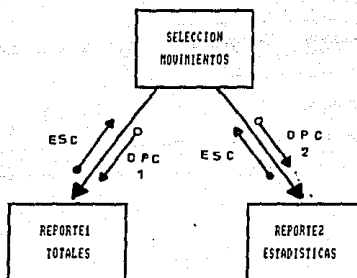 SELECCION
MOVIMIENTOS
ESC
OPC
1
ESC
OPC
2
REPORTE1
TOTALES
REPORTE2
ESTADISTICAS